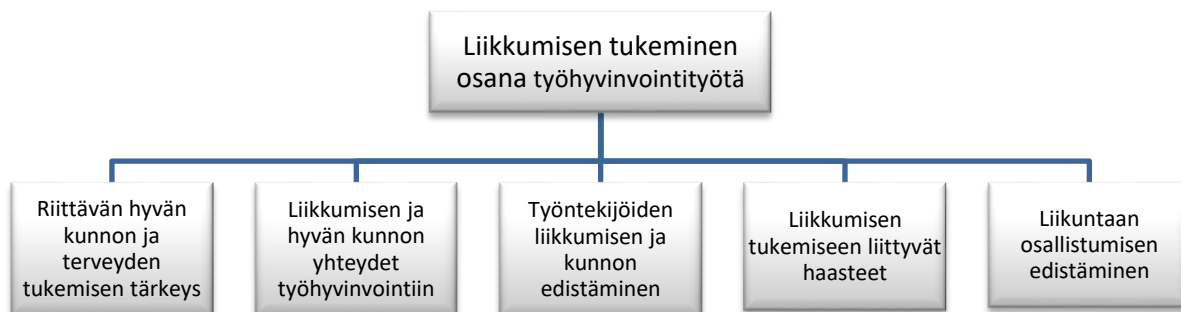 Liikkumisen tukeminen
osana työhyvinvointityötä
Riittävän hyvän
kunnon ja
terveyden
tukemisen tärkeys
Liikkumisen ja
hyvän kunnon
yhteydet
työhyvinvointiin
Työntekijöiden
liikkumisen ja
kunnon
edistäminen
Liikkumisen
tukemiseen liittyvät
haasteet
Liikuntaan
osallistumisen
edistäminen